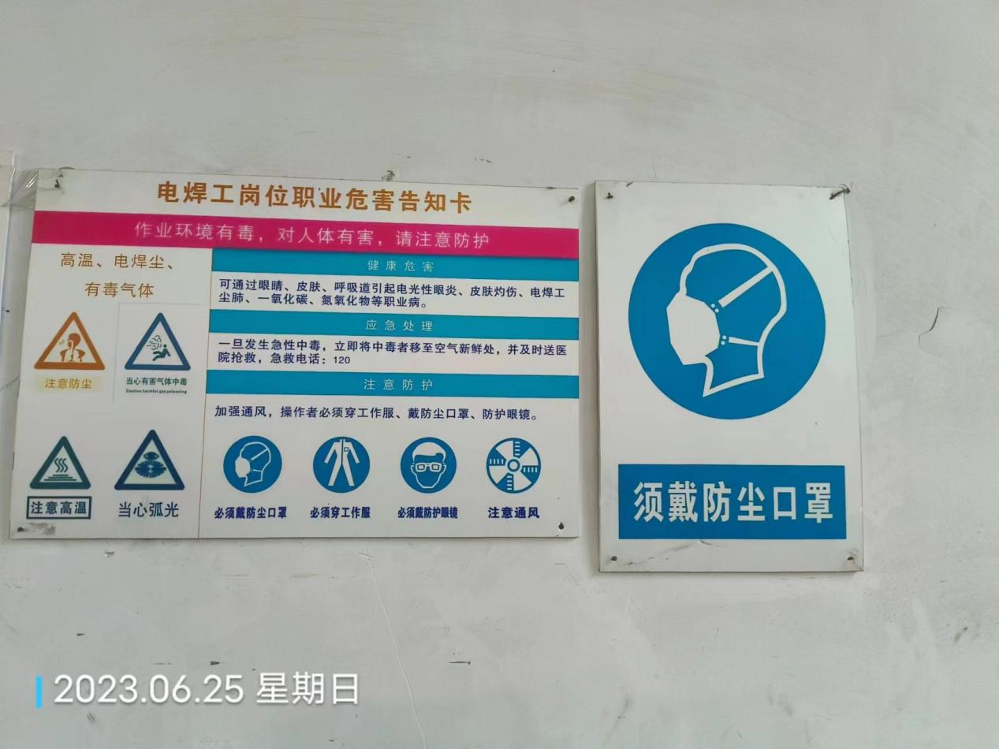 电焊工岗位职业危害告知卡
作业环境有毒，对人体有害，请注意防护
高温、电焊尘、
有毒气体
注意防尘
当心有害气体中毒
Caution harmful gas poisoning
注意高温
当心弧光
健康危害
可通过眼睛、皮肤、呼吸道引起电光性眼炎、皮肤灼伤、电焊工
尘肺、一氧化碳、氮氧化物等职业病。
应急处理
一旦发生急性中毒，立即将中毒者移至空气新鲜处，并及时送医
院抢救，急救电话：120
注意防护
加强通风，操作者必须穿工作服、戴防尘口罩、防护眼镜。
必须戴防尘口罩
必须穿工作服
必须戴防护眼镜
注意通风
须戴防尘口罩
2023.06.25 星期日